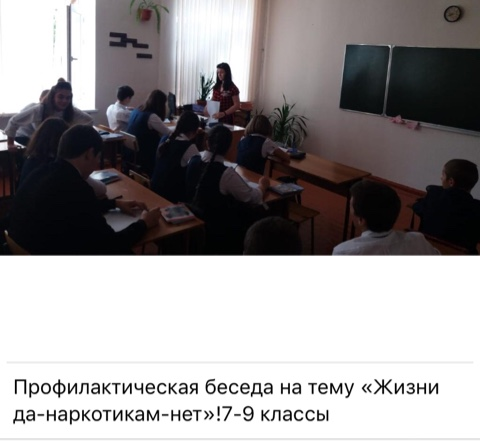 Профилактическая беседа на тему «Жизни
да-наркотикам-нет»!7-9 классы